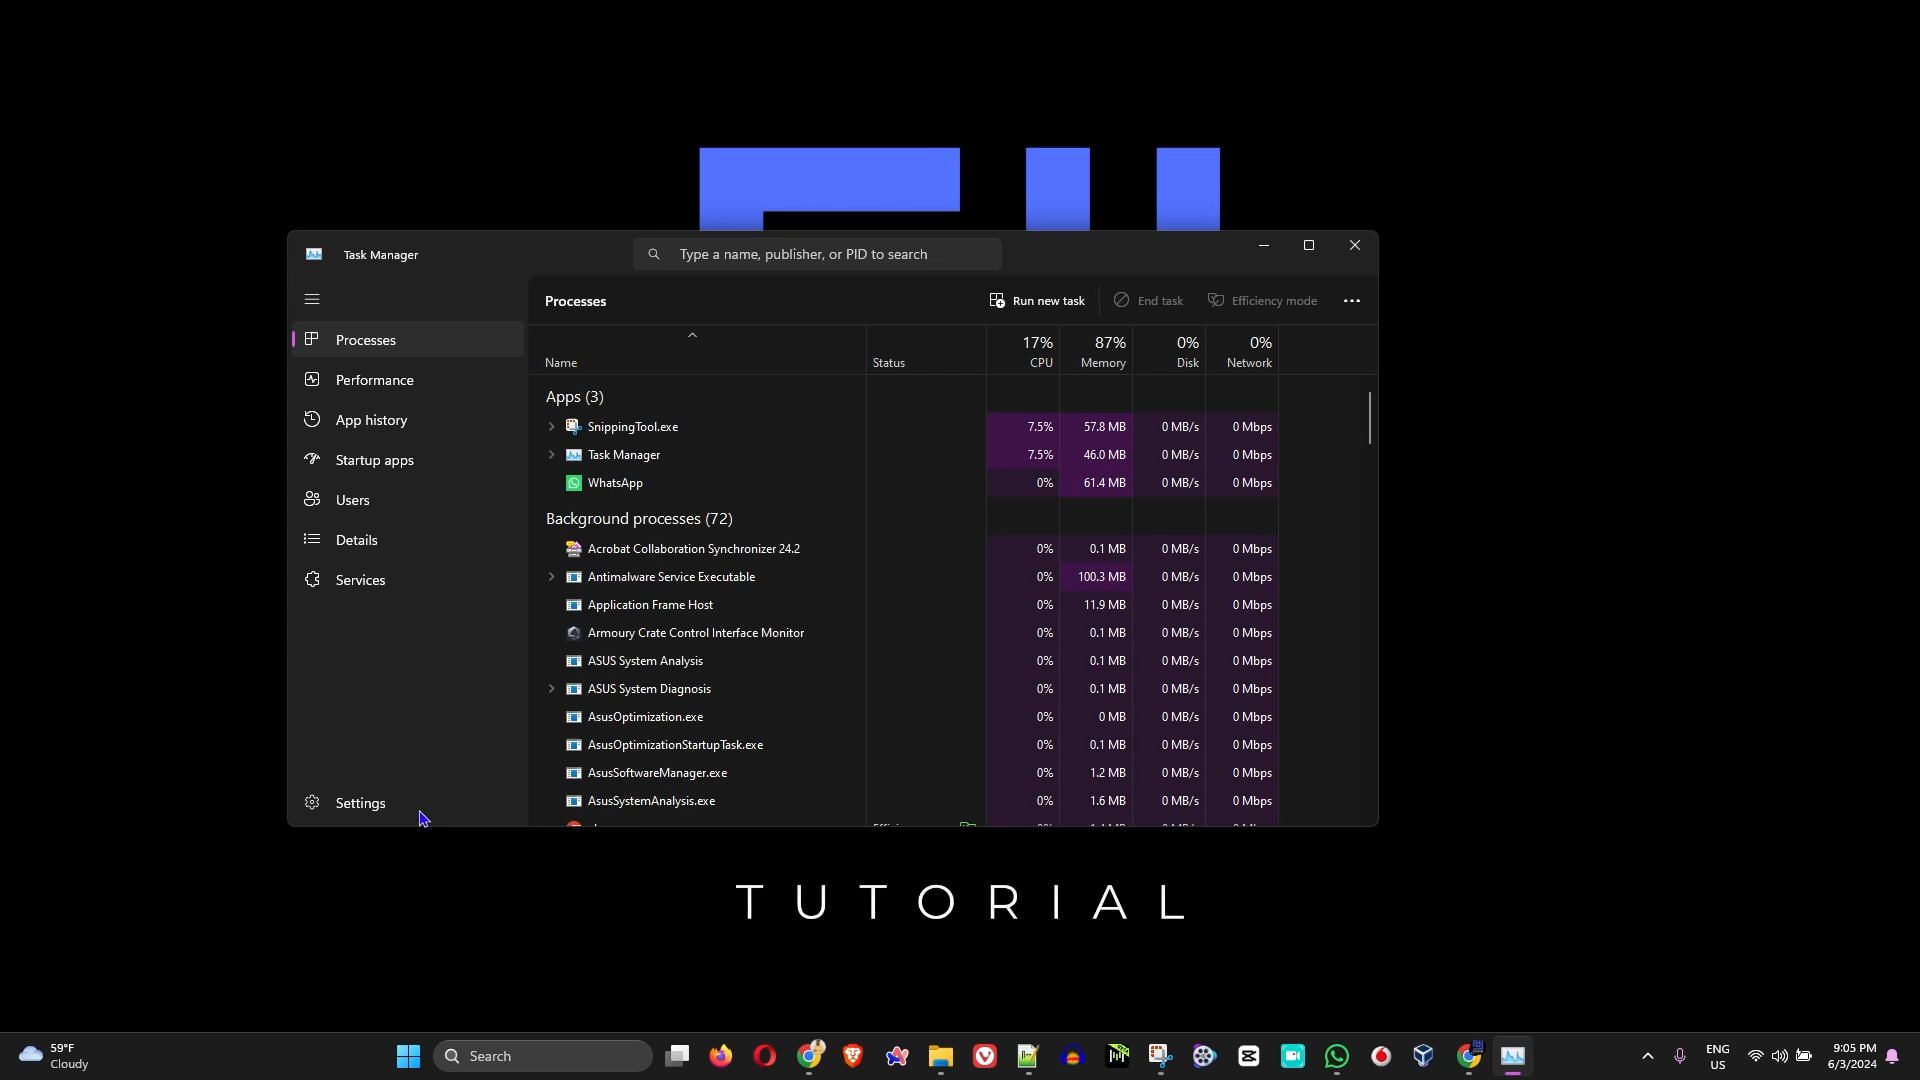 Task Manager
Type a name, publisher, or PID to search
Processes
Run new task
End task
Efficiency mode
Processes
Performance
App history
Startup apps
Users
Details
Services
Settings
17% 87% 0% 0%
Name Status CPU Memory Disk Network
Apps (3)
SnippingTool.exe 7.5% 57.8 MB 0 MB/s 0 Mbps
Task Manager 7.5% 46.0 MB 0 MB/s 0 Mbps
WhatsApp 0% 61.4 MB 0 MB/s 0 Mbps
Background processes (72)
Acrobat Collaboration Synchronizer 24.2 0% 0.1 MB 0 MB/s 0 Mbps
Antimalware Service Executable 0% 100.3 MB 0 MB/s 0 Mbps
Application Frame Host 0% 11.9 MB 0 MB/s 0 Mbps
Armoury Crate Control Interface Monitor 0% 0.1 MB 0 MB/s 0 Mbps
ASUS System Analysis 0% 0.1 MB 0 MB/s 0 Mbps
ASUS System Diagnosis 0% 0.1 MB 0 MB/s 0 Mbps
AsusOptimization.exe 0% 0 MB 0 MB/s 0 Mbps
AsusOptimizationStartupTask.exe 0% 0.1 MB 0 MB/s 0 Mbps
AsusSoftwareManager.exe 0% 1.2 MB 0 MB/s 0 Mbps
AsusSystemAnalysis.exe 0% 1.6 MB 0 MB/s 0 Mbps
TUTORIAL
59°F
Cloudy
Search
ENG
US
9:05 PM
6/3/2024